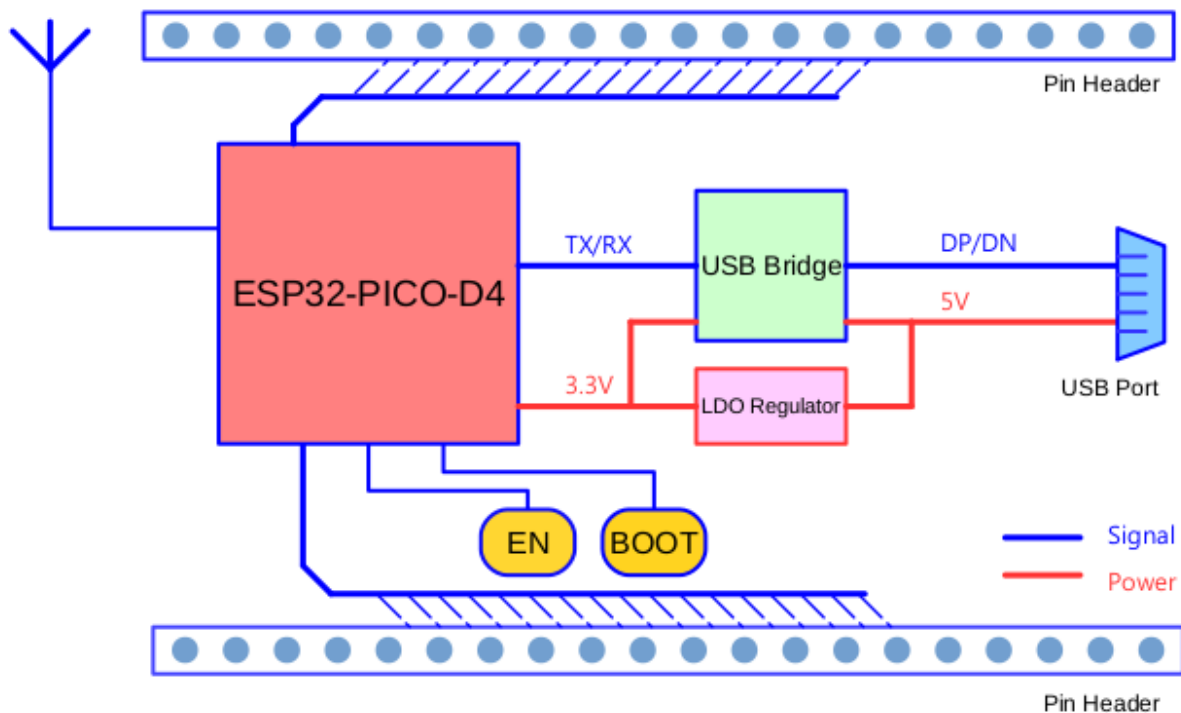 Pin Header
TX/RX
USB Bridge
DP/DN
ESP32-PICO-D4
5V
3.3V
LDO Regulator
USB Port
EN
BOOT
Signal
Power
Pin Header